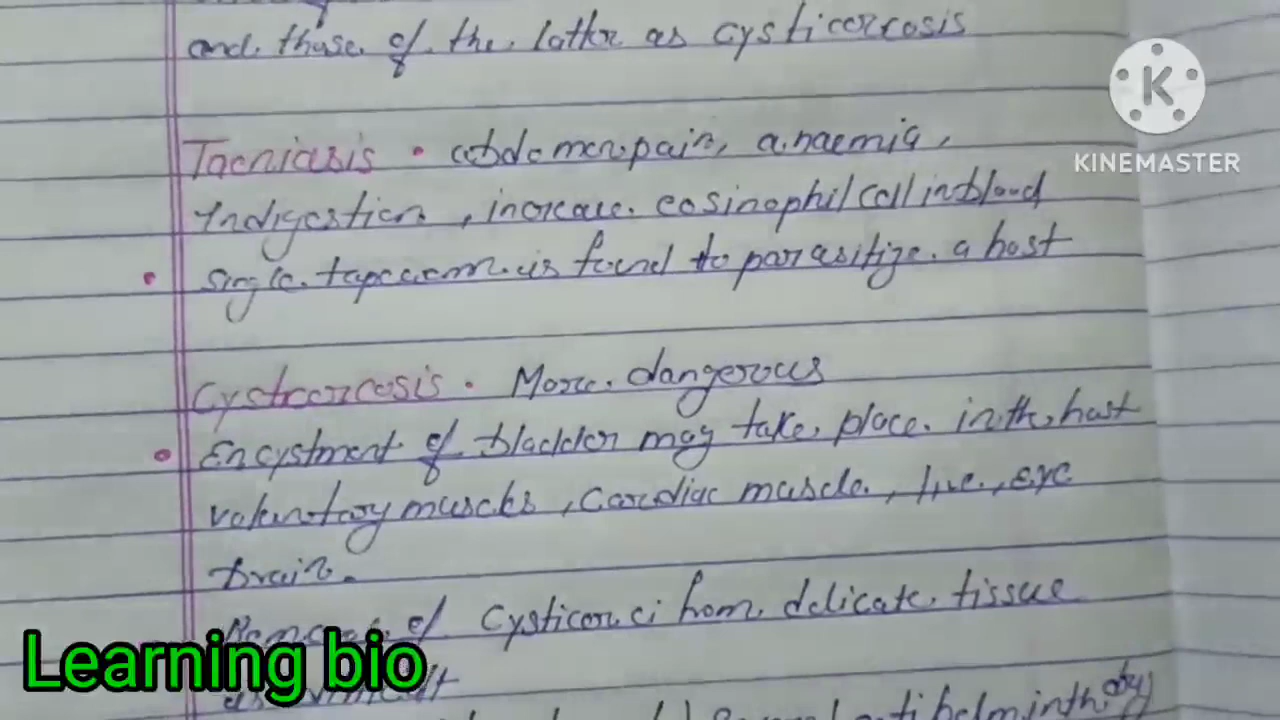 and those of the latter as cysticercosis
K
KINEMASTER
Taeniasis • abdomen pain, anaemia,
Indigestion, increase eosinophil cell in blood
• Single tapeworm is found to parasitize a host
Cysticercosis • More dangerous
• Encystment of bladder may take place in the host
voluntary muscles, cardiac muscle, eye
brain.
of cysticerci from delicate tissue
Learning bio